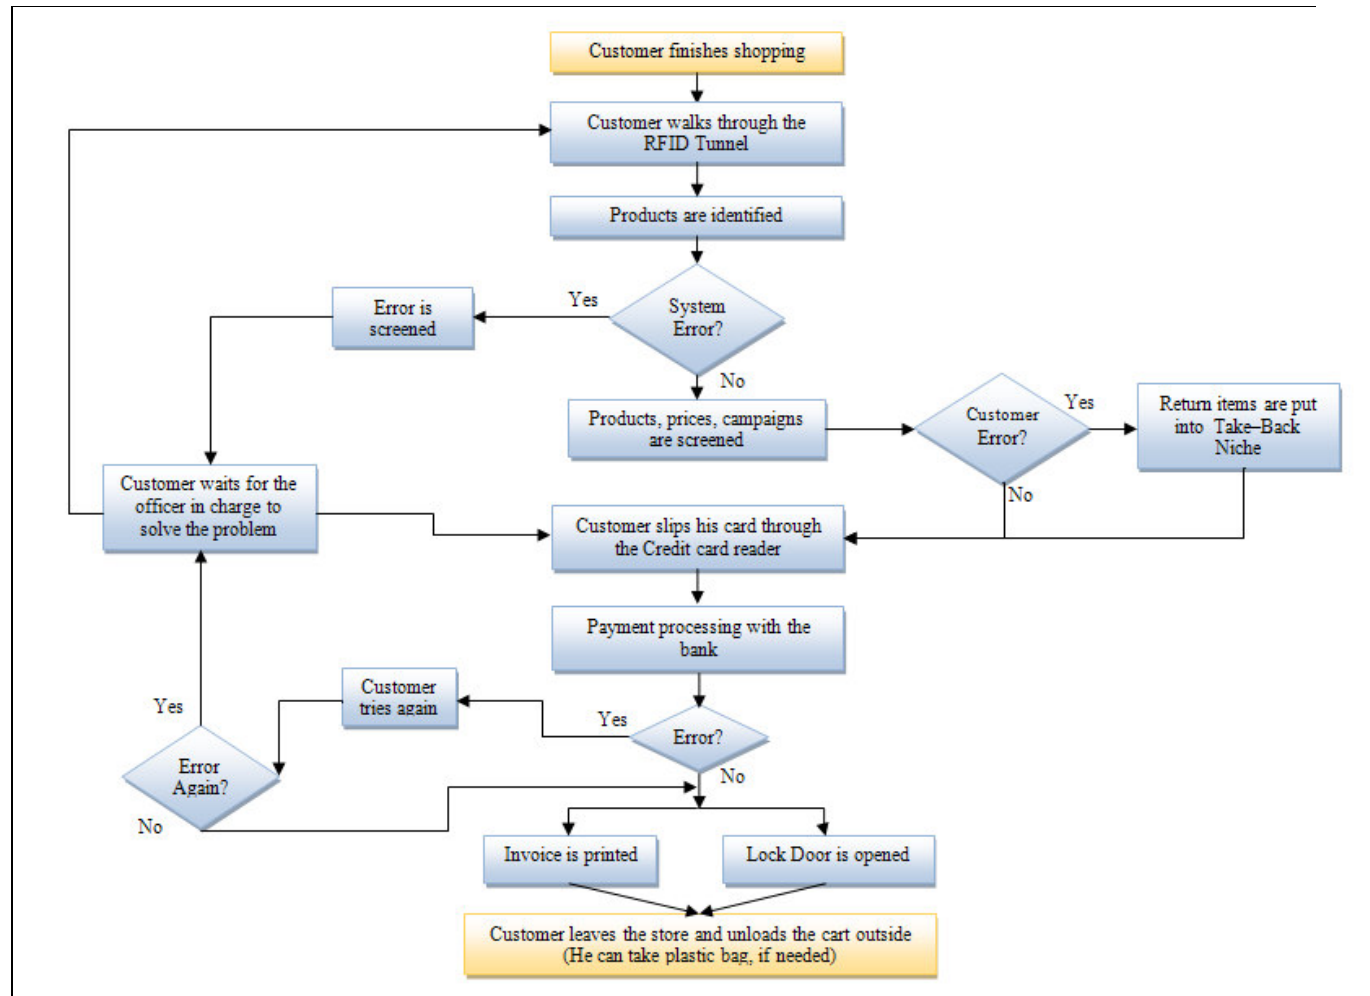 Customer finishes shopping
Customer walks through the
RFID Tunnel
Products are identified
System
Error?
Yes
Error is
screened
No
Products, prices, campaigns
are screened
Customer
Error?
Yes
Return items are put
into Take–Back
Niche
No
Customer waits for the
officer in charge to
solve the problem
Customer slips his card through
the Credit card reader
Payment processing with the
bank
Error?
Yes
Customer
tries again
Error
Again?
Yes
No
No
Invoice is printed
Lock Door is opened
Customer leaves the store and unloads the cart outside
(He can take plastic bag, if needed)